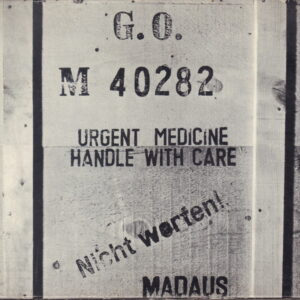 G. O.
M 40282
URGENT MEDICINE
HANDLE WITH CARE
Nicht werfen!
MADAUS